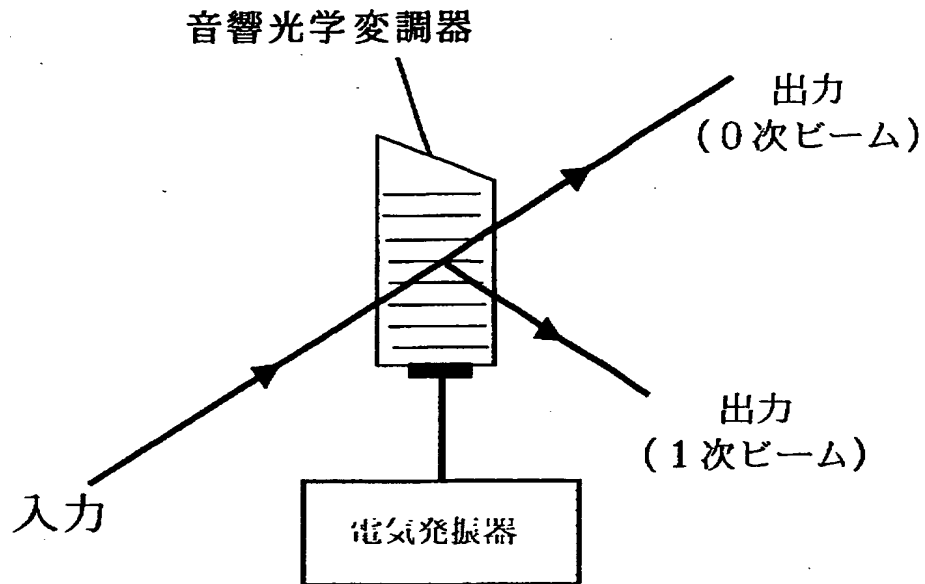 音響光学変調器
出力
(0次ビーム)
出力
(1次ビーム)
入力
電気発振器